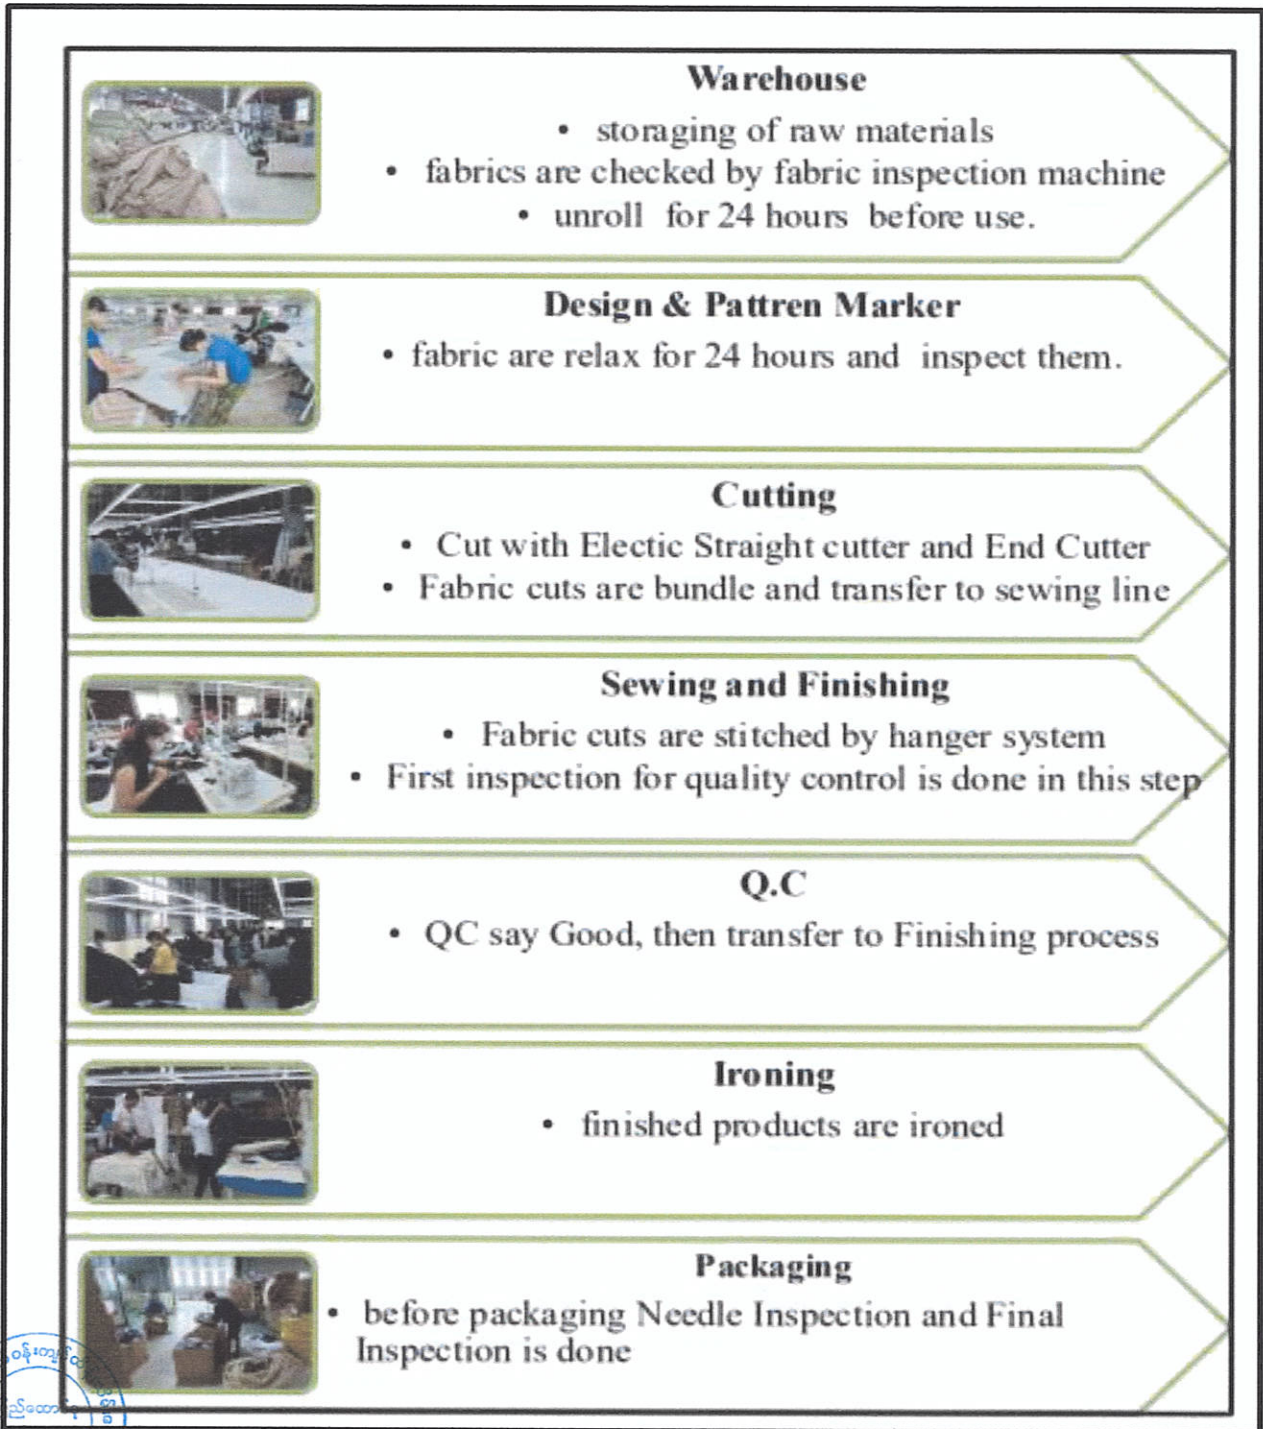 Warehouse
• storaging of raw materials
• fabrics are checked by fabric inspection machine
• unroll for 24 hours before use.
Design & Pattren Marker
• fabric are relax for 24 hours and inspect them.
Cutting
• Cut with Electic Straight cutter and End Cutter
• Fabric cuts are bundle and transfer to sewing line
Sewing and Finishing
• Fabric cuts are stitched by hanger system
• First inspection for quality control is done in this step
Q.C
• QC say Good, then transfer to Finishing process
Ironing
• finished products are ironed
Packaging
• before packaging Needle Inspection and Final
Inspection is done